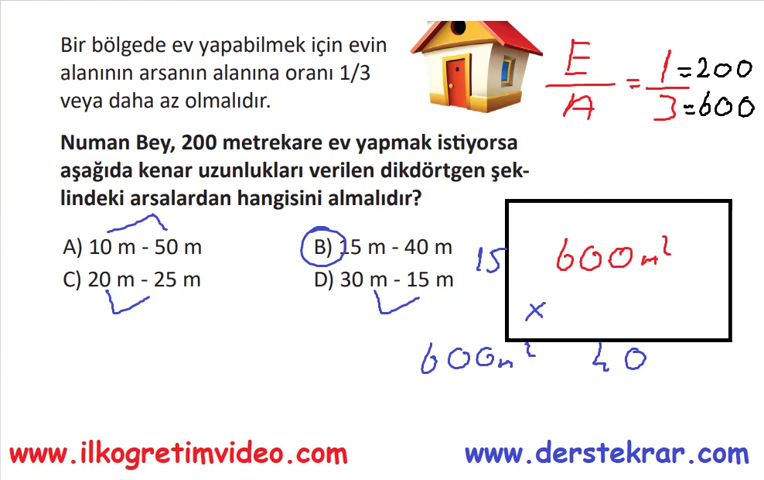 Bir bölgede ev yapabilmek için evin
alanının arsanın alanına oranı 1/3
veya daha az olmalıdır.
E
A
=
1 = 200
3 = 600
Numan Bey, 200 metrekare ev yapmak istiyorsa
aşağıda kenar uzunlukları verilen dikdörtgen şek-
lindeki arsalardan hangisini almalıdır?
A) 10 m - 50 m
B) 15 m - 40 m
C) 20 m - 25 m
D) 30 m - 15 m
15
600m²
x
600m²
40
www.ilkogretimvideo.com
www.derstekrar.com